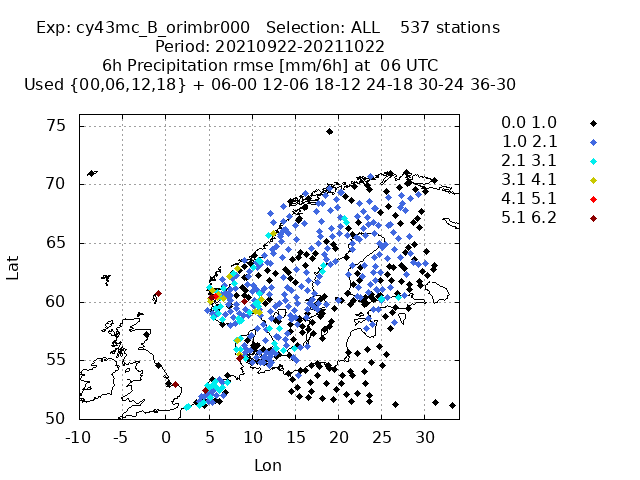 Exp: cy43mc_B_orimbr000 Selection: ALL 537 stations
Period: 20210922-20211022
6h Precipitation rmse [mm/6h] at 06 UTC
Used {00,06,12,18} + 06-00 12-06 18-12 24-18 30-24 36-30
75
70
65
60
55
50
Lat
-10 -5 0 5 10 15 20 25 30
Lon
0.0 1.0
1.0 2.1
2.1 3.1
3.1 4.1
4.1 5.1
5.1 6.2